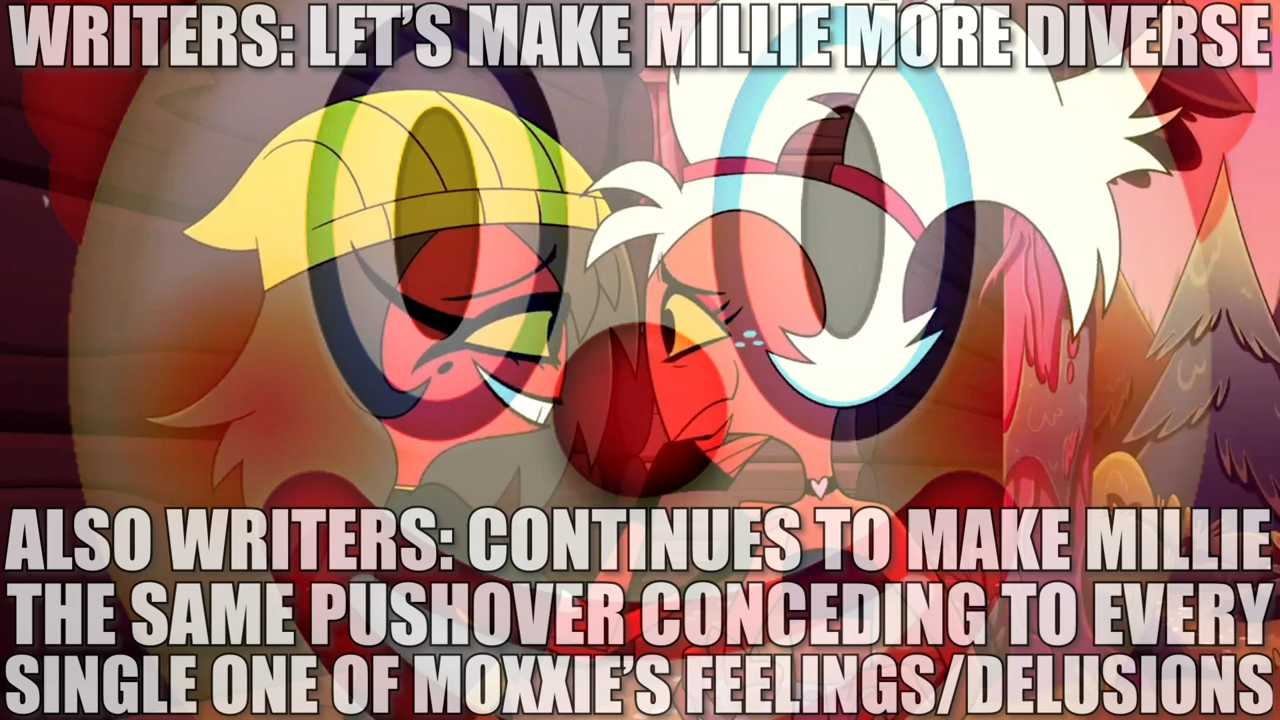 WRITERS: LET’S MAKE MILLIE MORE DIVERSE
ALSO WRITERS: CONTINUES TO MAKE MILLIE
THE SAME PUSHOVER CONCEDING TO EVERY
SINGLE ONE OF MOXXIE’S FEELINGS/DELUSIONS